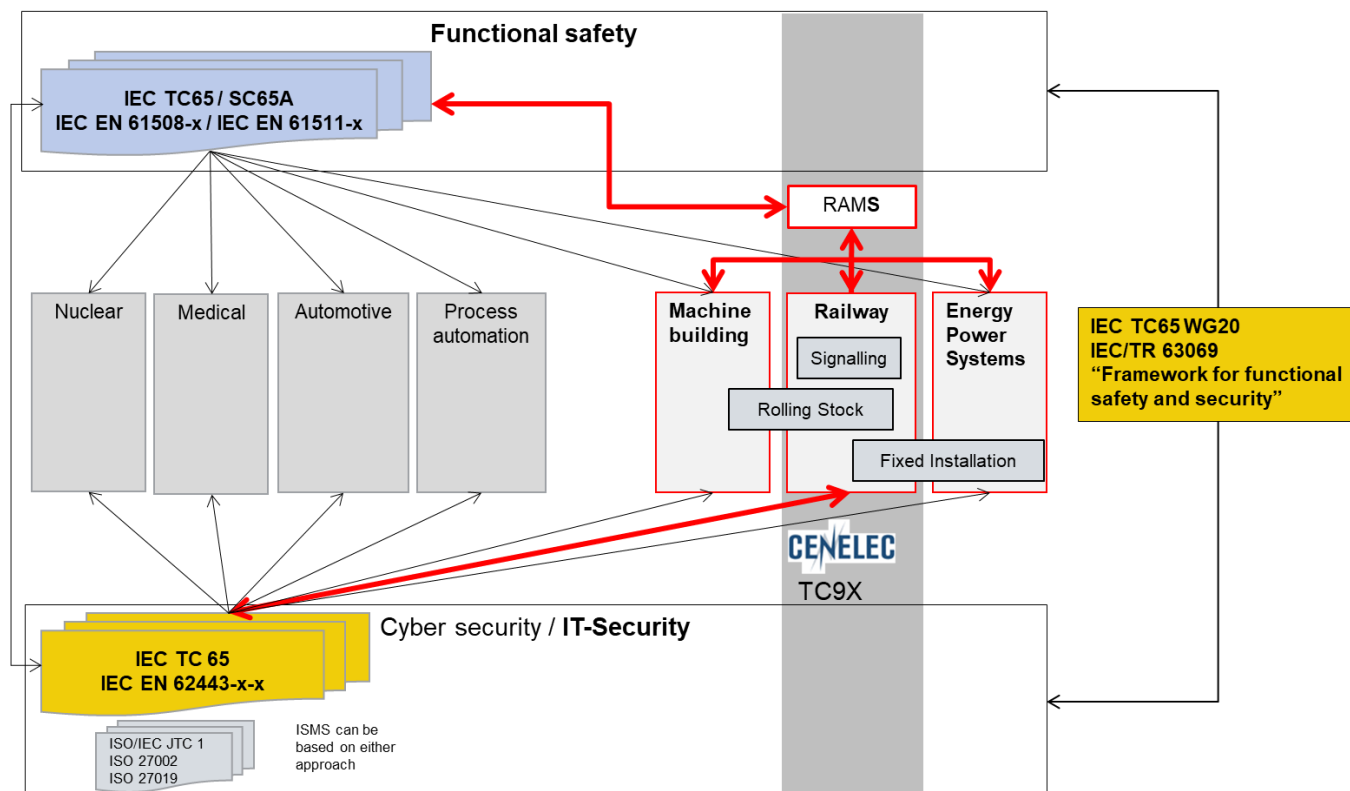 Functional safety
IEC TC65 / SC65A
IEC EN 61508-x / IEC EN 61511-x
RAMS
Nuclear
Medical
Automotive
Process
automation
Machine
building
Railway
Signalling
Energy
Power
Systems
Rolling Stock
Fixed Installation
IEC TC65 WG20
IEC/TR 63069
“Framework for functional
safety and security”
CENELEC
TC9X
Cyber security / IT-Security
IEC TC 65
IEC EN 62443-x-x
ISO/IEC JTC 1
ISO 27002
ISO 27019
ISMS can be
based on either
approach